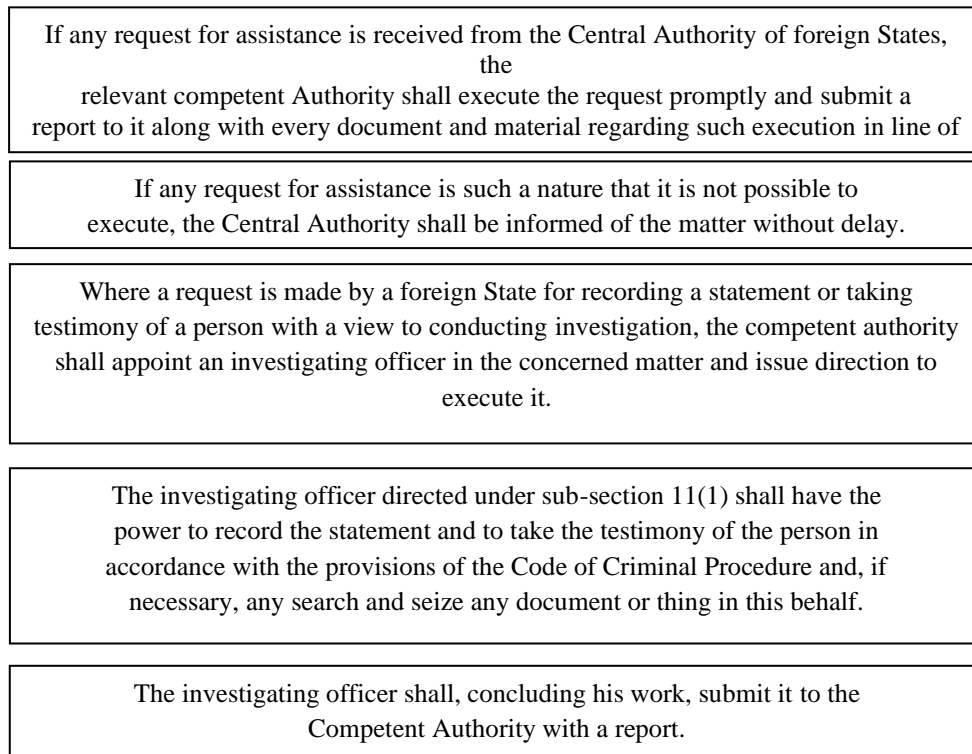 If any request for assistance is received from the Central Authority of foreign States,
the
relevant competent Authority shall execute the request promptly and submit a
report to it along with every document and material regarding such execution in line of
If any request for assistance is such a nature that it is not possible to
execute, the Central Authority shall be informed of the matter without delay.
Where a request is made by a foreign State for recording a statement or taking
testimony of a person with a view to conducting investigation, the competent authority
shall appoint an investigating officer in the concerned matter and issue direction to
execute it.
The investigating officer directed under sub-section 11(1) shall have the
power to record the statement and to take the testimony of the person in
accordance with the provisions of the Code of Criminal Procedure and, if
necessary, any search and seize any document or thing in this behalf.
The investigating officer shall, concluding his work, submit it to the
Competent Authority with a report.